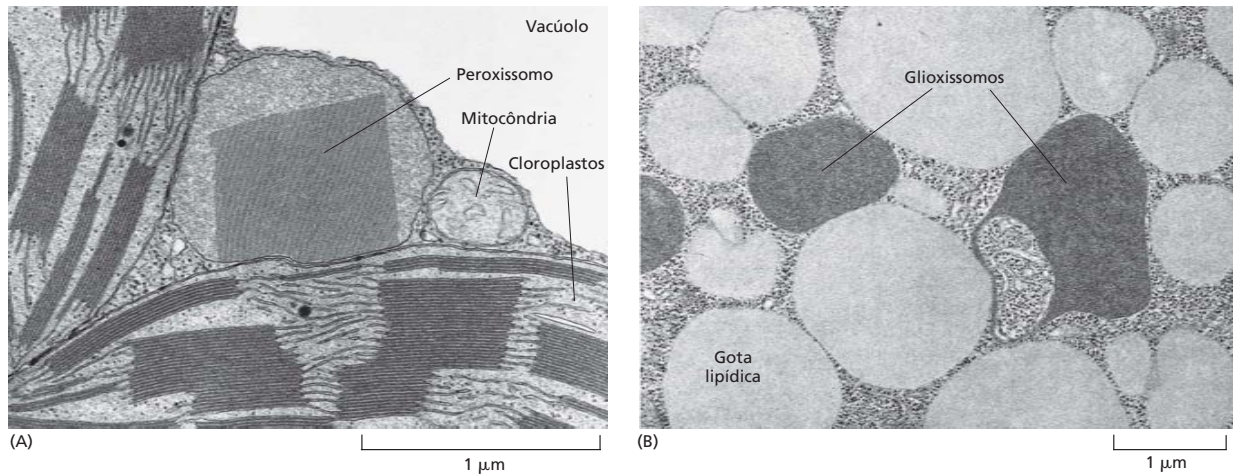 Vacúolo
Peroxissomo
Mitocôndria
Cloroplastos
(A)
1 μm
Glioxissomos
Gota
lipídica
(B)
1 μm